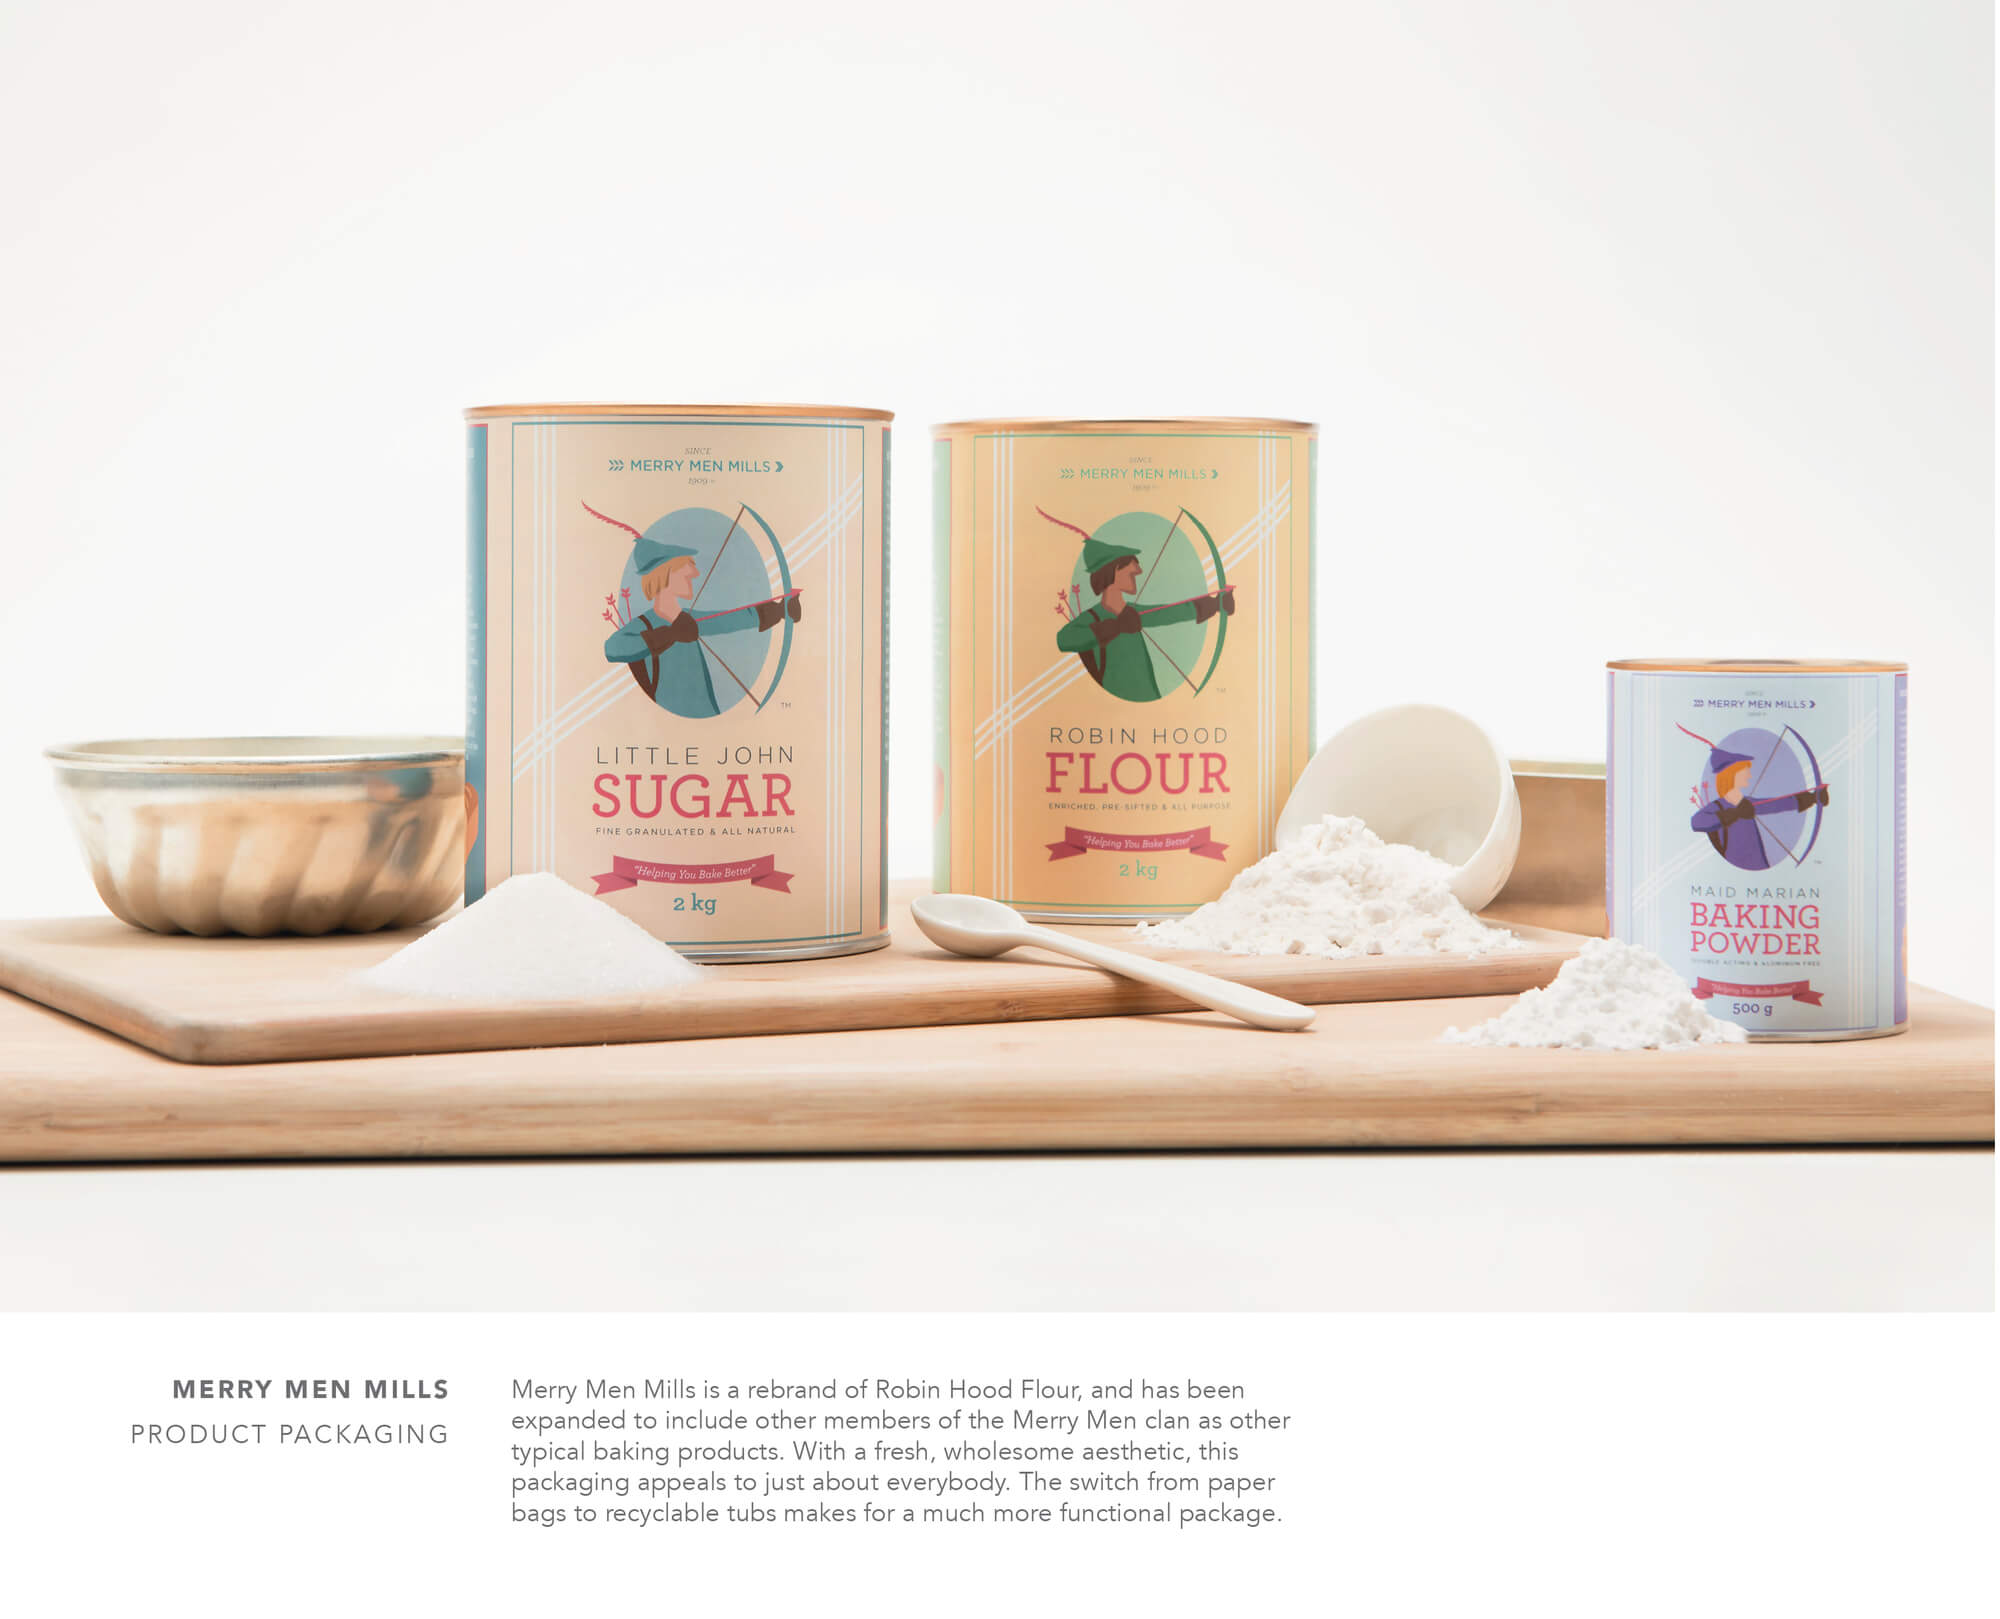 SINCE
MERRY MEN MILLS
1909
TM
LITTLE JOHN
SUGAR
FINE GRANULATED & ALL NATURAL
"Helping You Bake Better"
2 kg
SINCE
MERRY MEN MILLS
1909
TM
ROBIN HOOD
FLOUR
ENRICHED, PRE-SIFTED & ALL PURPOSE
"Helping You Bake Better"
2 kg
SINCE
MERRY MEN MILLS
MAID MARIAN
BAKING
POWDER
DOUBLE ACTING & ALUMINUM FREE
"Helping You Bake Better"
500 g
MERRY MEN MILLS
PRODUCT PACKAGING
Merry Men Mills is a rebrand of Robin Hood Flour, and has been
expanded to include other members of the Merry Men clan as other
typical baking products. With a fresh, wholesome aesthetic, this
packaging appeals to just about everybody. The switch from paper
bags to recyclable tubs makes for a much more functional package.